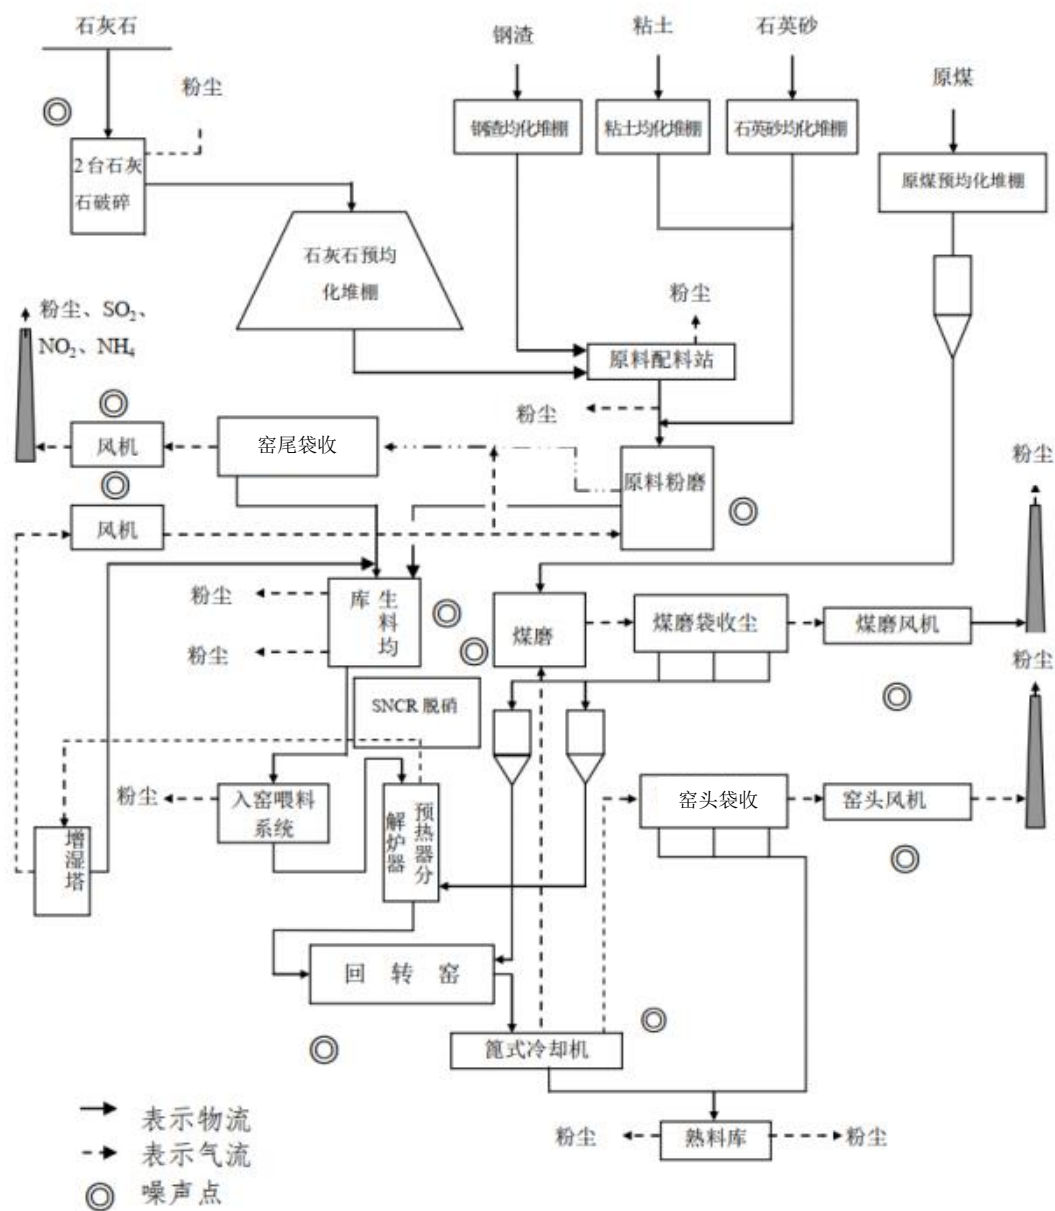 石灰石
钢渣
粘土
石英砂
粉尘
原煤
钢渣均化堆棚
粘土均化堆棚
石英砂均化堆棚
2台石灰
石破碎
原煤预均化堆棚
石灰石预均
化堆棚
粉尘
粉尘、SO₂、
NO₂、NH₄
原料配料站
粉尘
风机
窑尾袋收
原料粉磨
粉尘
风机
粉尘
生料均
库
煤磨
煤磨袋收尘
煤磨风机
粉尘
粉尘
SNCR 脱硝
粉尘
入窑喂料
系统
预热器分
解炉器
窑头袋收
窑头风机
增湿塔
回 转 窑
篦式冷却机
表示物流
粉尘
熟料库
粉尘
表示气流
噪声点